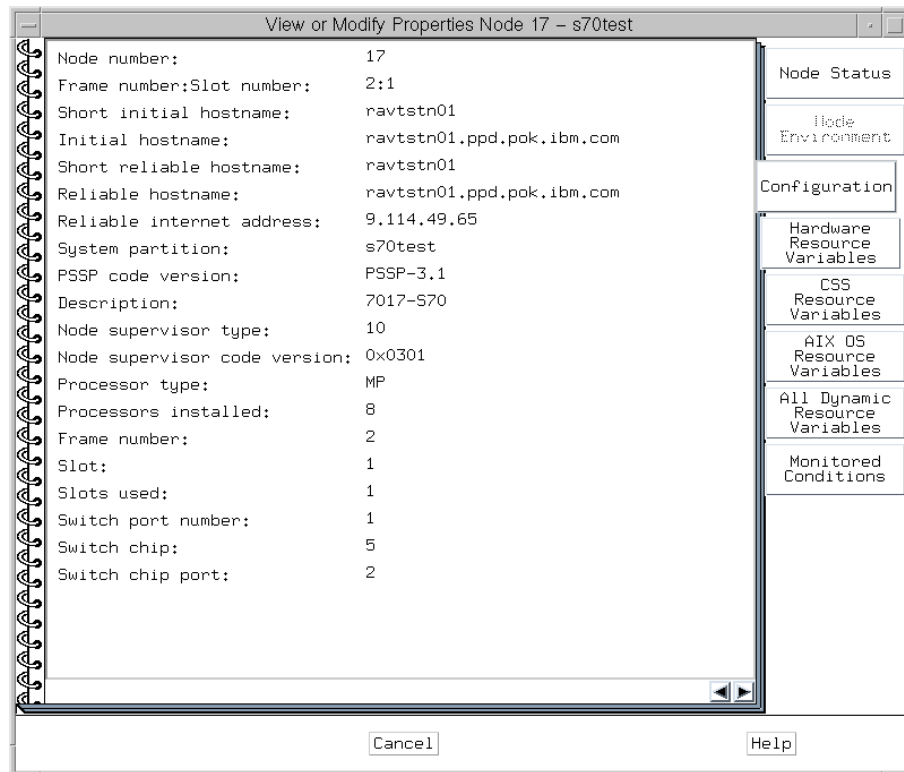 View or Modify Properties Node 17 – s70test
Node number: 17
Frame number:Slot number: 2:1
Short initial hostname: ravtstn01
Initial hostname: ravtstn01.ppd.pok.ibm.com
Short reliable hostname: ravtstn01
Reliable hostname: ravtstn01.ppd.pok.ibm.com
Reliable internet address: 9.114.49.65
System partition: s70test
PSSP code version: PSSP-3.1
Description: 7017-S70
Node supervisor type: 10
Node supervisor code version: 0x0301
Processor type: MP
Processors installed: 8
Frame number: 2
Slot: 1
Slots used: 1
Switch port number: 1
Switch chip: 5
Switch chip port: 2
Node Status
Node
Environment
Configuration
Hardware
Resource
Variables
CSS
Resource
Variables
AIX OS
Resource
Variables
All Dynamic
Resource
Variables
Monitored
Conditions
Cancel
Help